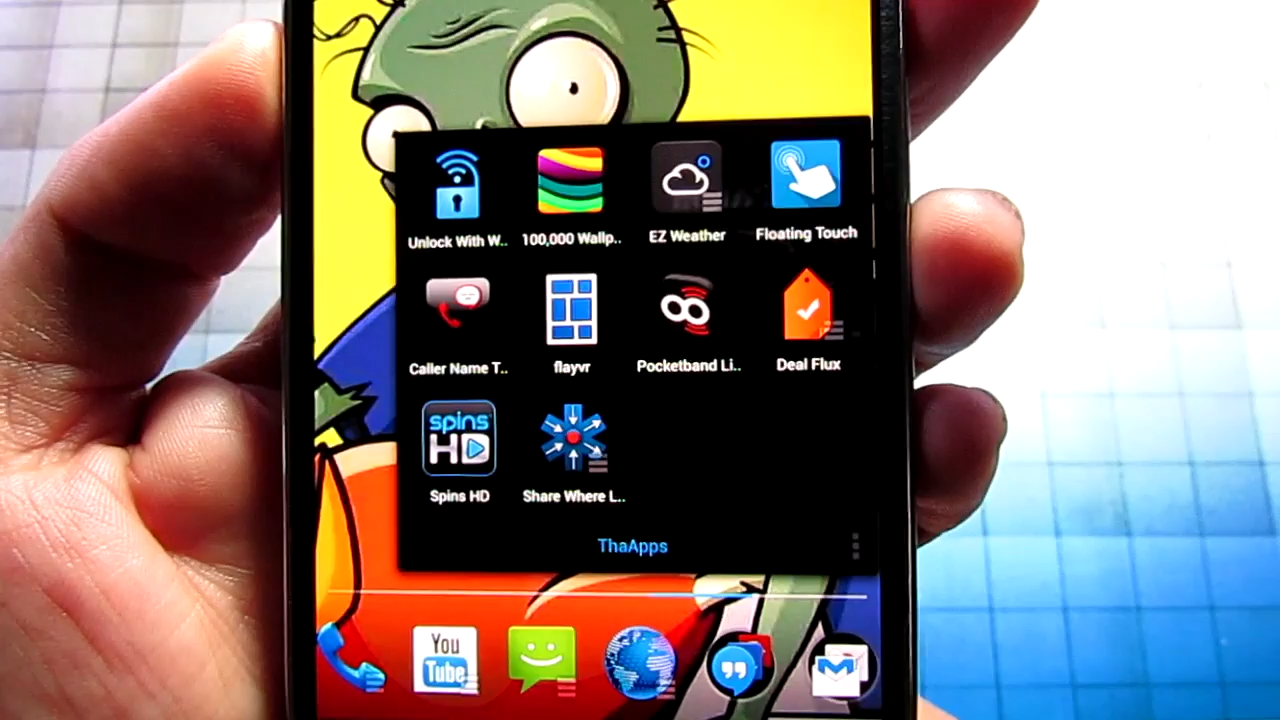 Unlock With W..
100,000 Wallp..
EZ Weather
Floating Touch
Caller Name T..
flayvr
Pocketband Li..
Deal Flux
spins
HD
Spins HD
Share Where L..
ThaApps
You
Tube